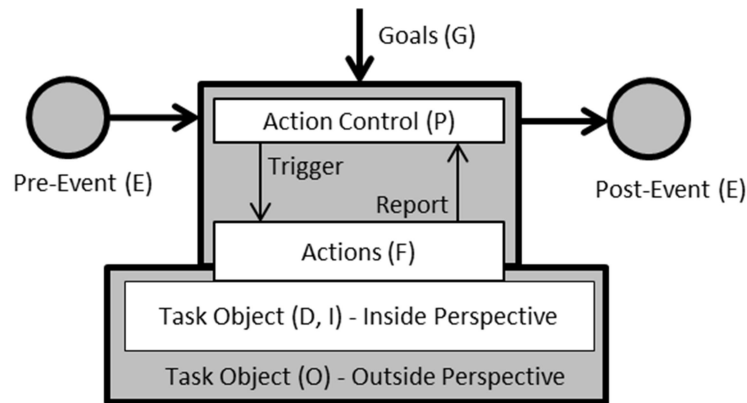 Goals (G)
Action Control (P)
Pre-Event (E)
Trigger
Report
Post-Event (E)
Actions (F)
Task Object (D, I) - Inside Perspective
Task Object (O) - Outside Perspective